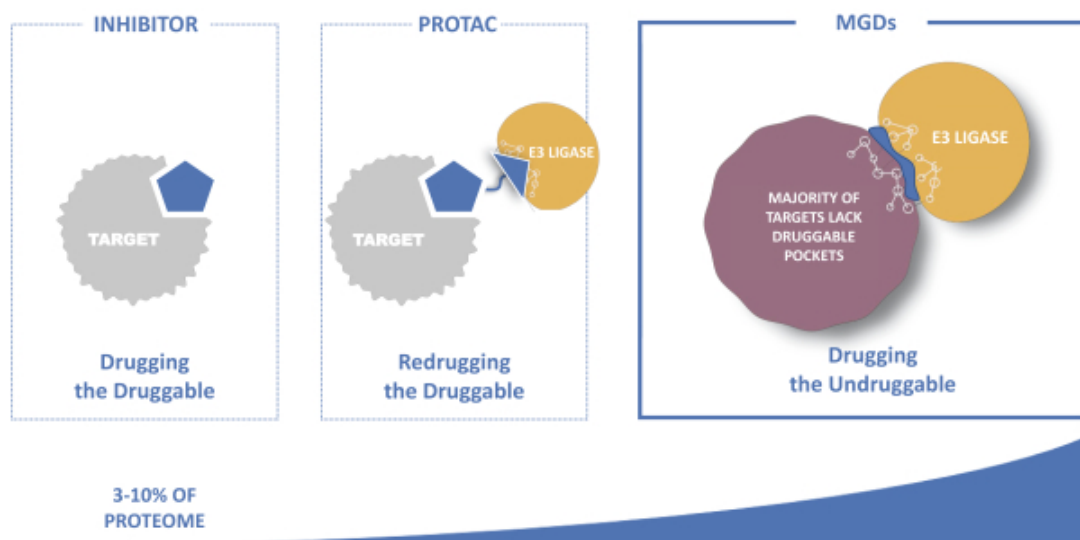 INHIBITOR
TARGET
Drugging
the Druggable
PROTAC
E3 LIGASE
TARGET
Redrugging
the Druggable
MGDs
E3 LIGASE
MAJORITY OF
TARGETS LACK
DRUGGABLE
POCKETS
Drugging
the Undruggable
3-10% OF
PROTEOME